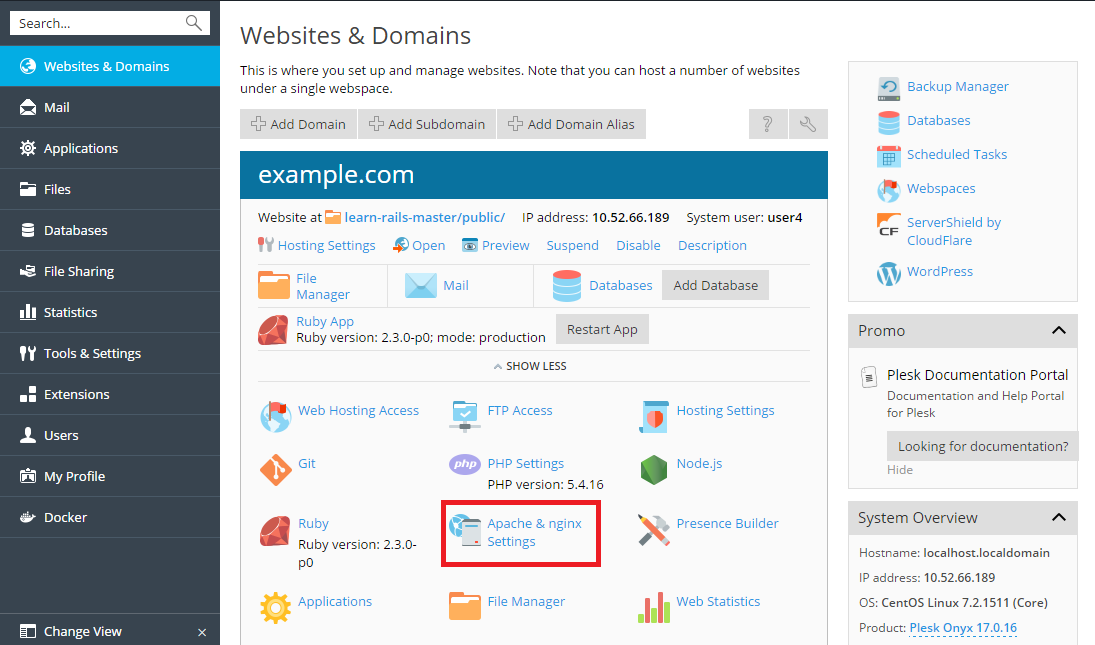 Search...
Websites & Domains
Mail
Applications
Files
Databases
File Sharing
Statistics
Tools & Settings
Extensions
Users
My Profile
Docker
Change View
Websites & Domains
This is where you set up and manage websites. Note that you can host a number of websites
under a single webspace.
Add Domain Add Subdomain Add Domain Alias ?
example.com
Website at learn-rails-master/public/ IP address: 10.52.66.189 System user: user4
Hosting Settings Open Preview Suspend Disable Description
File
Manager
Mail
Databases Add Database
Ruby App
Ruby version: 2.3.0-p0; mode: production
Restart App
SHOW LESS
Web Hosting Access
FTP Access
Hosting Settings
Git
php
PHP Settings
PHP version: 5.4.16
Node.js
Ruby
Ruby version: 2.3.0-
p0
Apache & nginx
Settings
Presence Builder
Applications
File Manager
Web Statistics
Backup Manager
Databases
Scheduled Tasks
Webspaces
CF
ServerShield by
CloudFlare
WordPress
Promo
Plesk Documentation Portal
Documentation and Help Portal
for Plesk
Looking for documentation?
Hide
System Overview
Hostname: localhost.localdomain
IP address: 10.52.66.189
OS: CentOS Linux 7.2.1511 (Core)
Product: Plesk Onyx 17.0.16